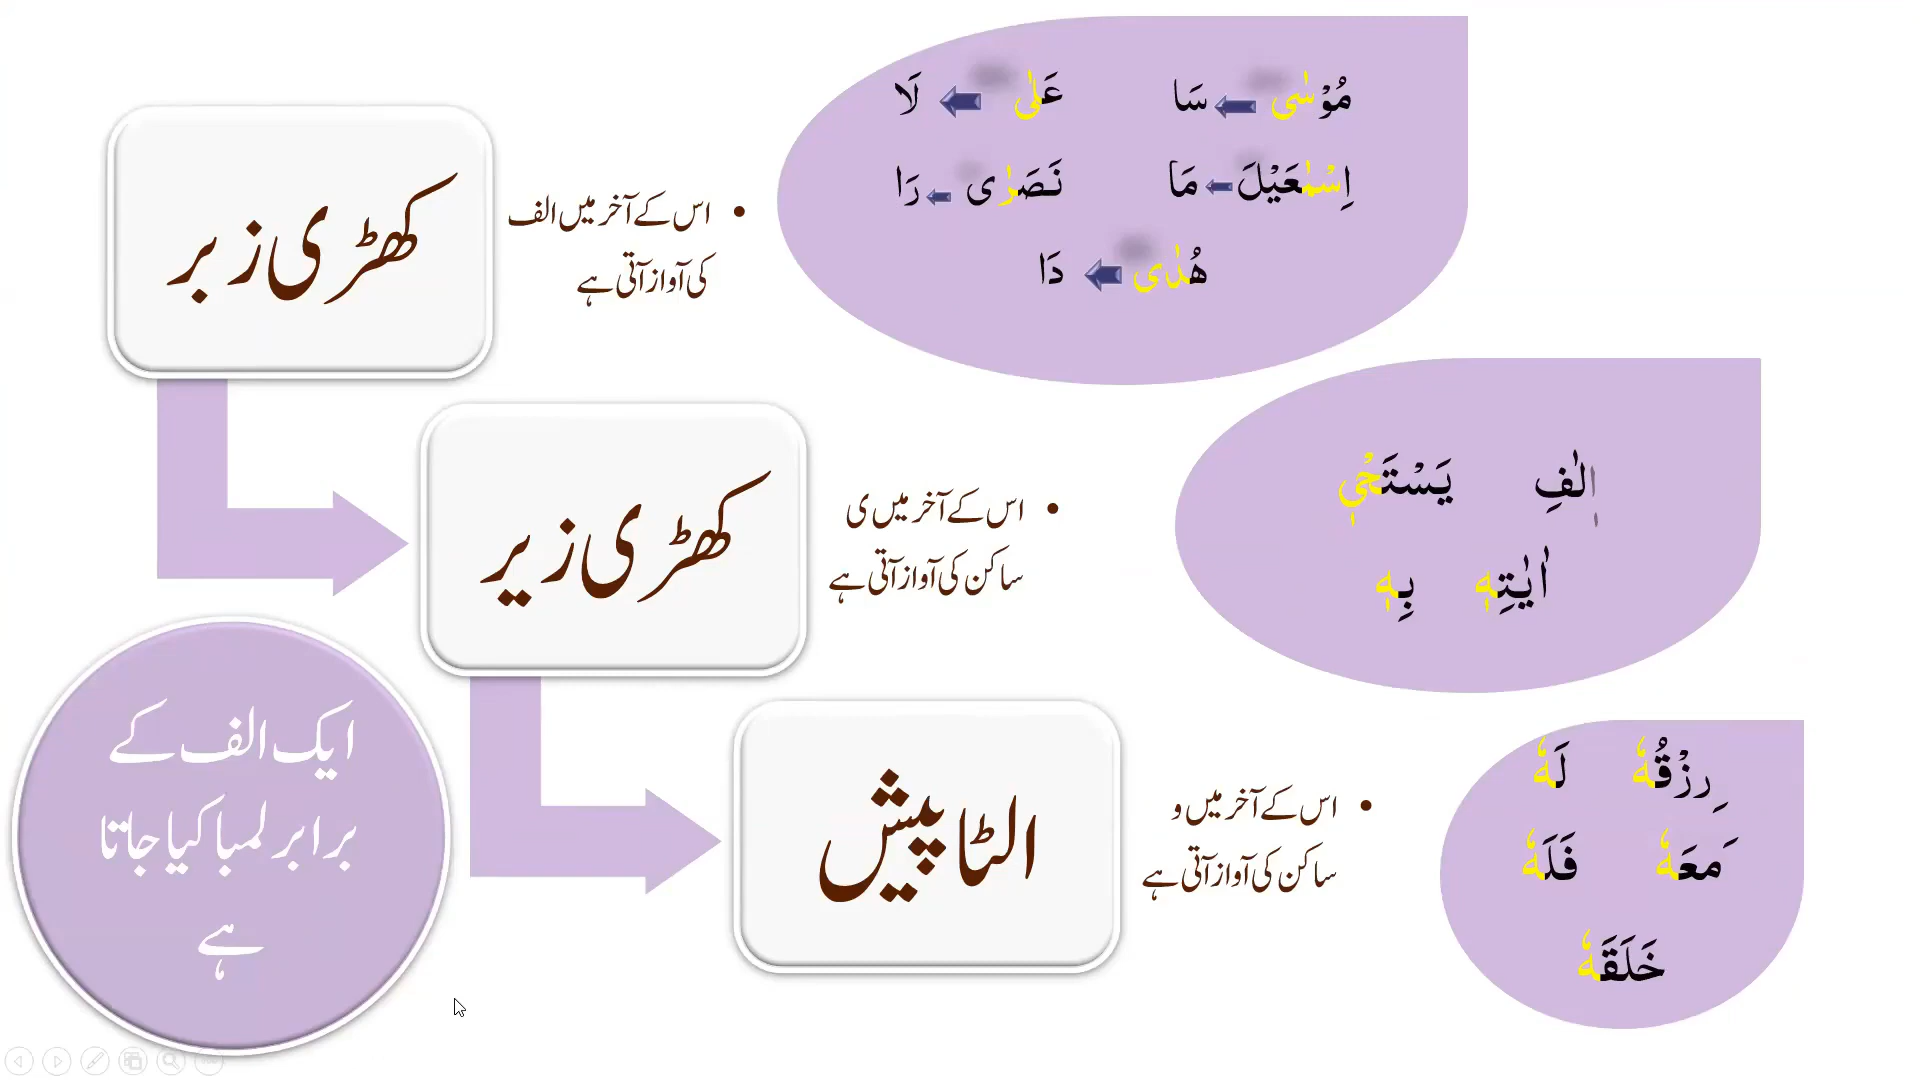 کھڑی زبر
اس کے آخر میں الف
کی آواز آتی ہے
مُوْسٰی سَا عَلٰی لَا
اِسْمٰعَیْلَ مَا نَصَرٰی رَا
هُدٰی دَا
کھڑی زیر
اس کے آخر میں ی
ساکن کی آواز آتی ہے
اٖلٰفِ یَسْتَحْیٖ
اٰیٰتِهٖ بِهٖ
الٹا پیش
اس کے آخر میں و
ساکن کی آواز آتی ہے
رِزْقُهٗ لَهٗ
مَعَهٗ فَلَهٗ
خَلَقَهٗ
ایک الف کے
برابر لمبا کیا جاتا
ہے